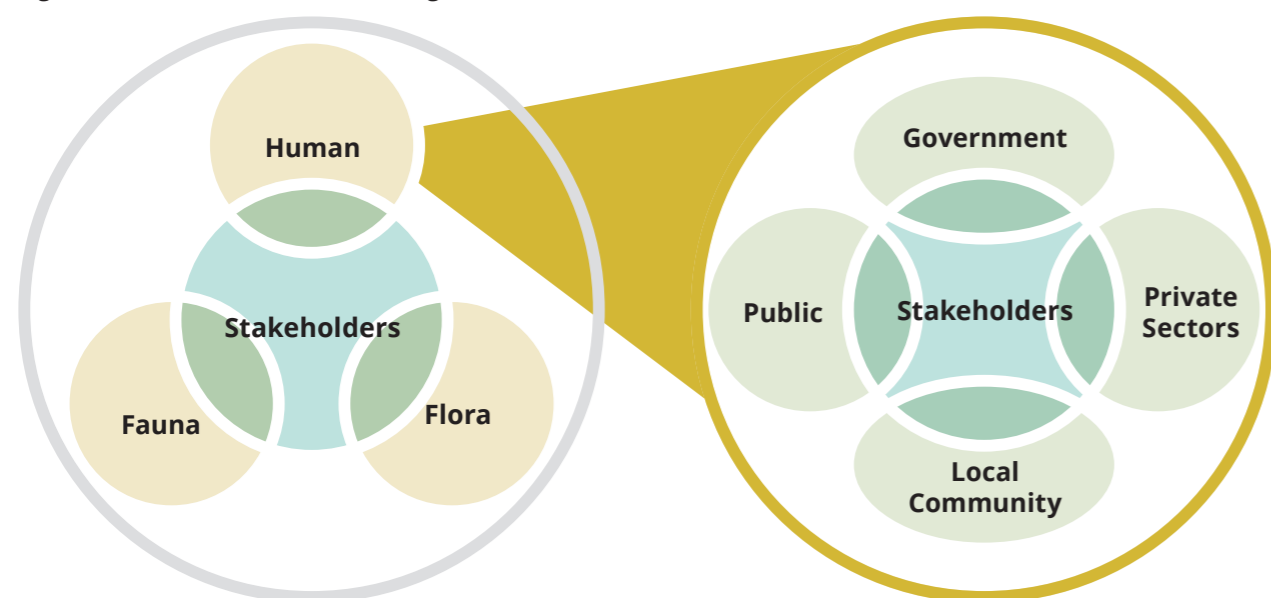 Human
Stakeholders
Fauna
Flora
Government
Public
Stakeholders
Private
Sectors
Local
Community